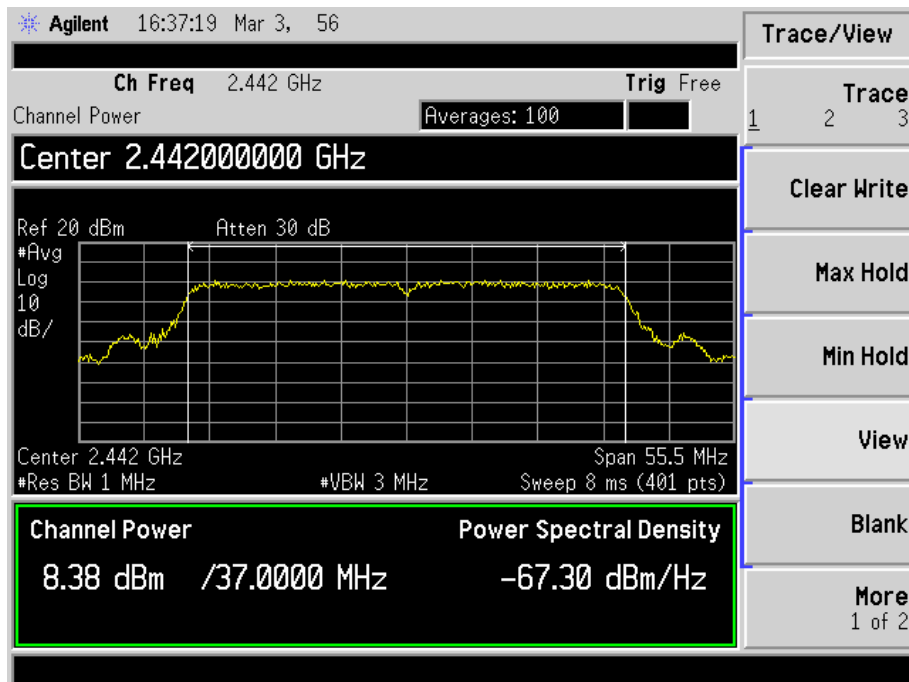 Agilent 16:37:19 Mar 3, 56
Trace/View
Ch Freq 2.442 GHz Trig Free
Channel Power Averages: 100
Center 2.442000000 GHz
Ref 20 dBm Atten 30 dB
#Avg
Log
10
dB/
Center 2.442 GHz Span 55.5 MHz
#Res BW 1 MHz #VBW 3 MHz Sweep 8 ms (401 pts)
Channel Power Power Spectral Density
8.38 dBm /37.0000 MHz -67.30 dBm/Hz
Trace
1 2 3
Clear Write
Max Hold
Min Hold
View
Blank
More
1 of 2